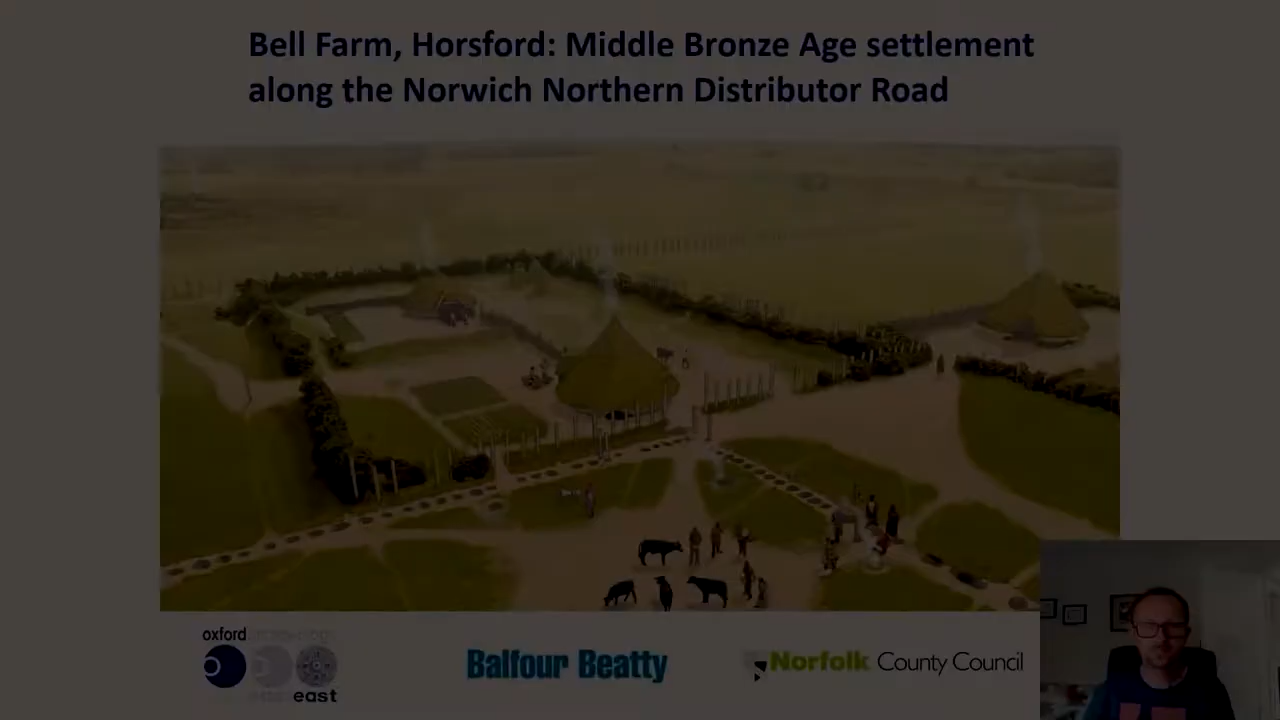 Bell Farm, Horsford: Middle Bronze Age settlement
along the Norwich Northern Distributor Road
oxford
east
Balfour Beatty
Norfolk County Council